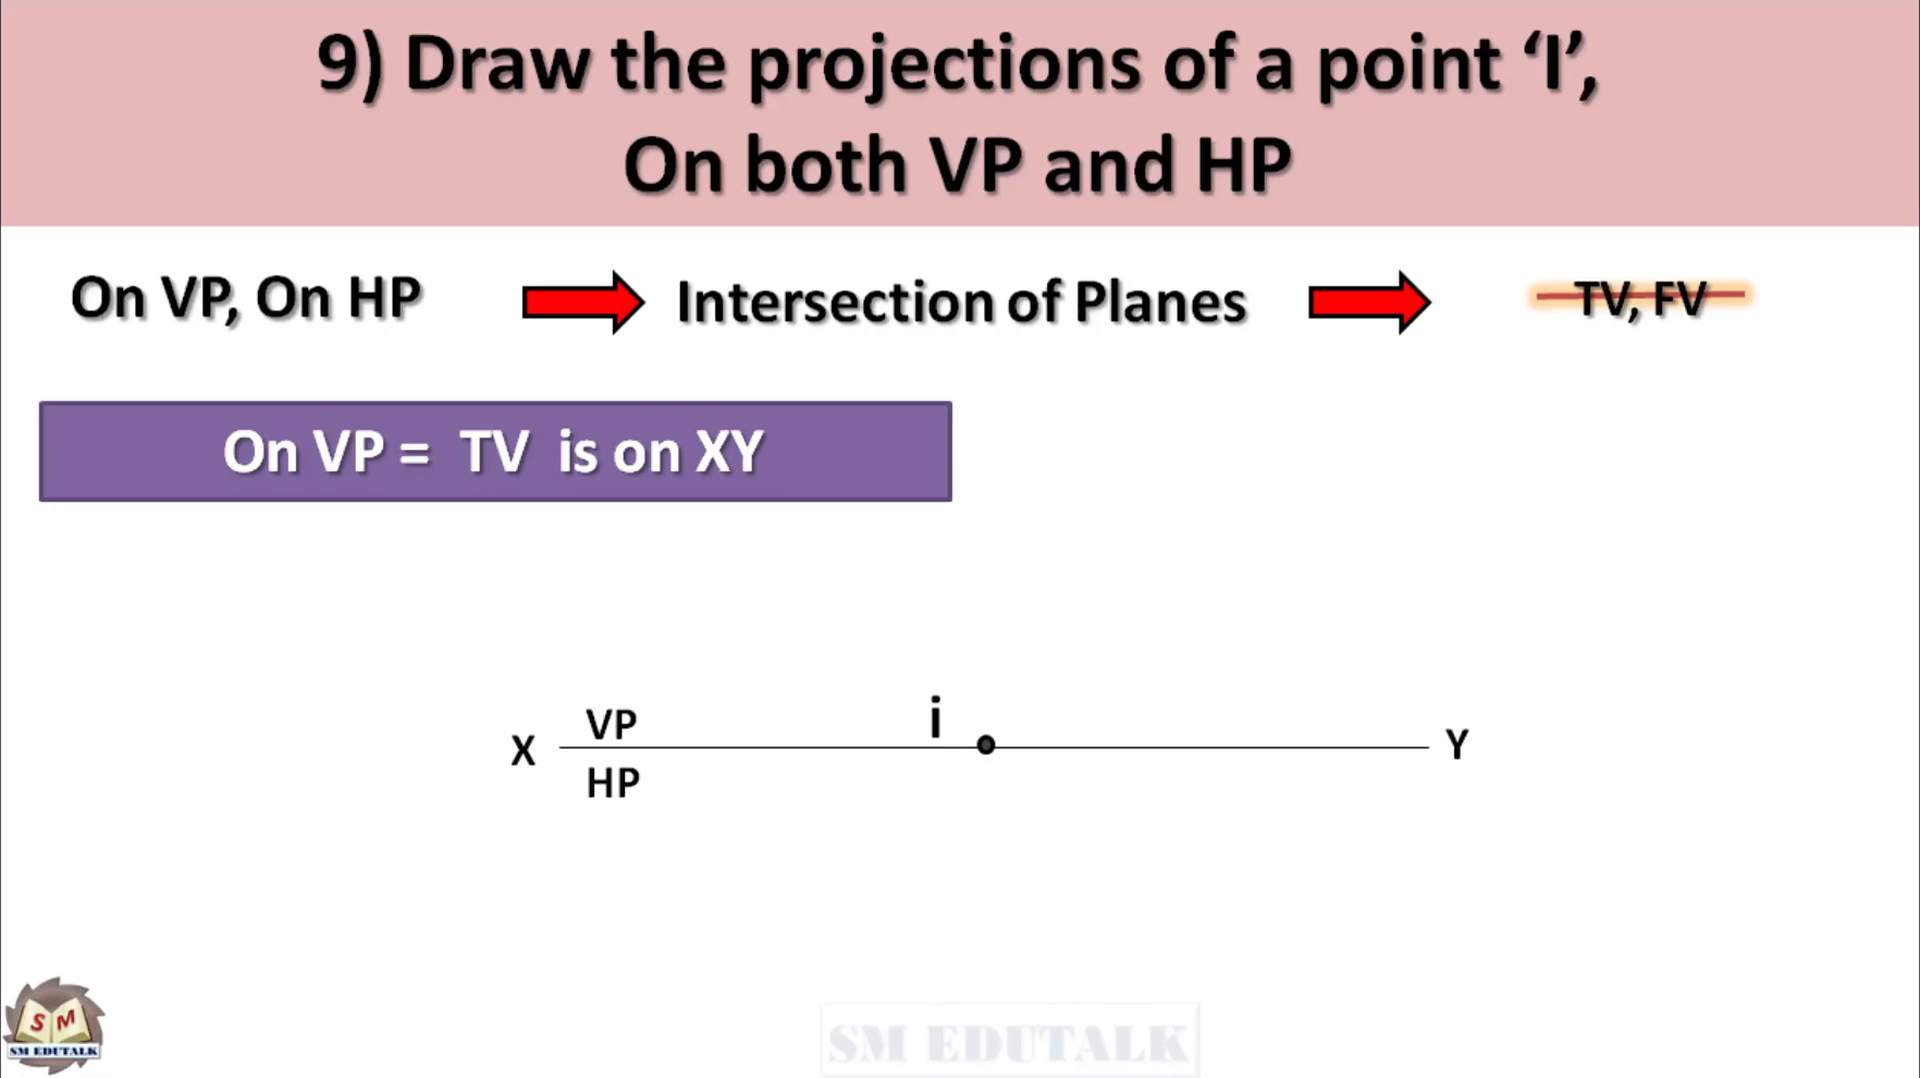 9) Draw the projections of a point ‘I’,
On both VP and HP
On VP, On HP
Intersection of Planes
TV, FV
On VP = TV is on XY
i
VP
X
Y
HP
S M
SM EDUTALK
SM EDUTALK